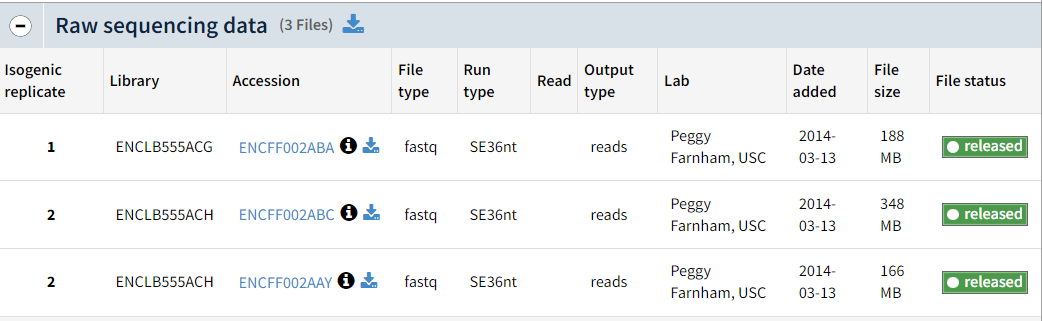 Raw sequencing data (3 Files)
Isogenic replicate Library Accession File type Run type Read Output type Lab Date added File size File status
1 ENCLB555ACG ENCFF002ABA fastq SE36nt reads Peggy Farnham, USC 2014-03-13 188 MB released
2 ENCLB555ACH ENCFF002ABC fastq SE36nt reads Peggy Farnham, USC 2014-03-13 348 MB released
2 ENCLB555ACH ENCFF002AAY fastq SE36nt reads Peggy Farnham, USC 2014-03-13 166 MB released